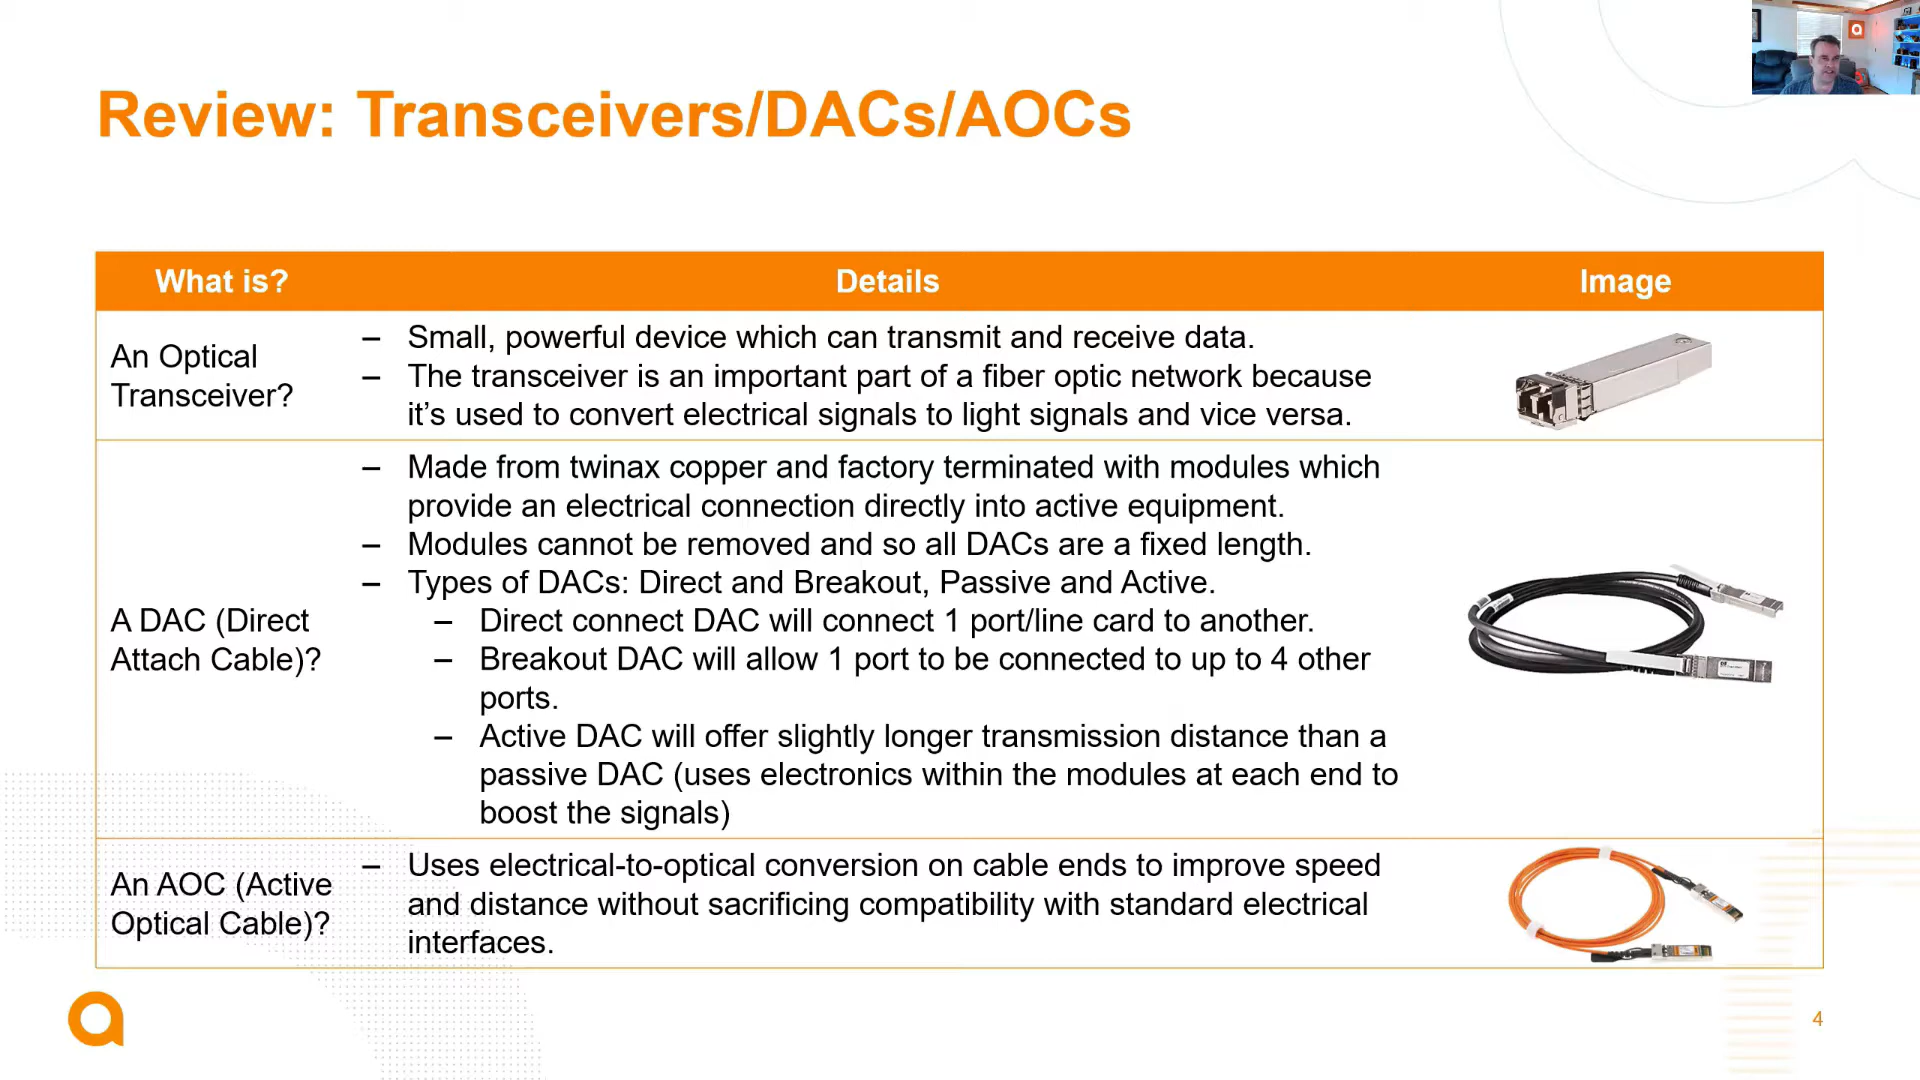 Review: Transceivers/DACs/AOCs
What is?
Details
Image
An Optical
Transceiver?
– Small, powerful device which can transmit and receive data.
– The transceiver is an important part of a fiber optic network because
it’s used to convert electrical signals to light signals and vice versa.
A DAC (Direct
Attach Cable)?
– Made from twinax copper and factory terminated with modules which
provide an electrical connection directly into active equipment.
– Modules cannot be removed and so all DACs are a fixed length.
– Types of DACs: Direct and Breakout, Passive and Active.
– Direct connect DAC will connect 1 port/line card to another.
– Breakout DAC will allow 1 port to be connected to up to 4 other
ports.
– Active DAC will offer slightly longer transmission distance than a
passive DAC (uses electronics within the modules at each end to
boost the signals)
An AOC (Active
Optical Cable)?
– Uses electrical-to-optical conversion on cable ends to improve speed
and distance without sacrificing compatibility with standard electrical
interfaces.
4